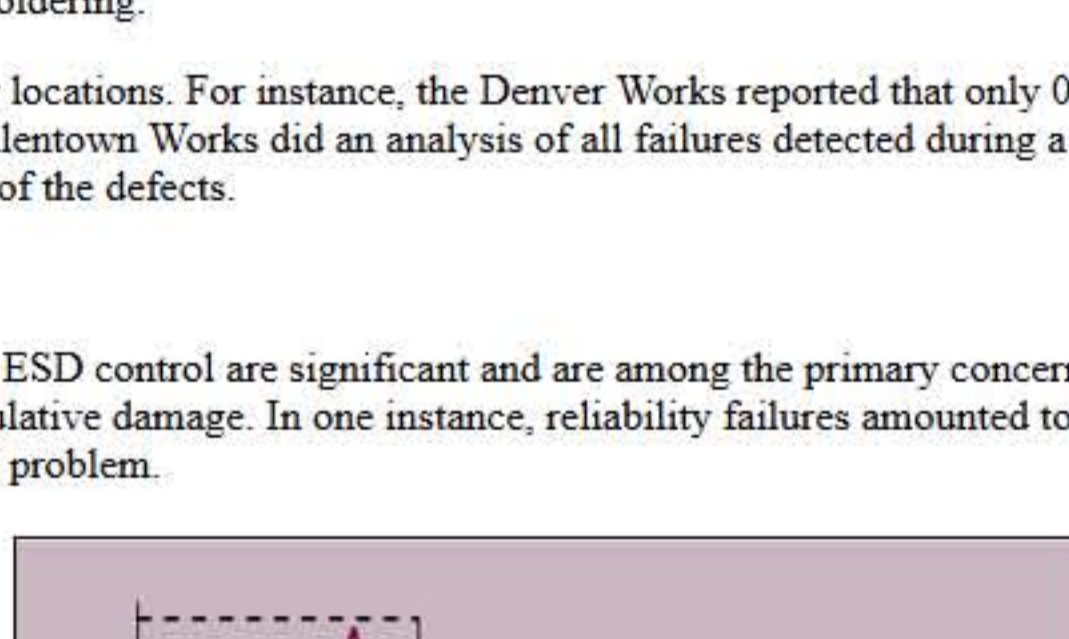 oldering.
locations. For instance, the Denver Works reported that only 0
lentown Works did an analysis of all failures detected during a
of the defects.
ESD control are significant and are among the primary concern
ulative damage. In one instance, reliability failures amounted to
problem.